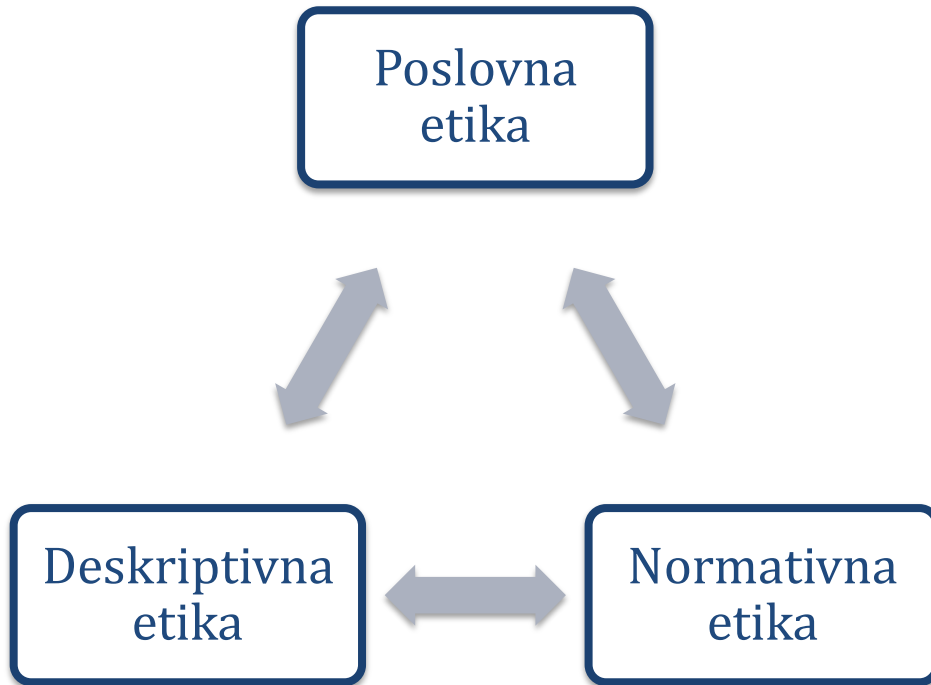 Poslovna
etika
Deskriptivna
etika
Normativna
etika